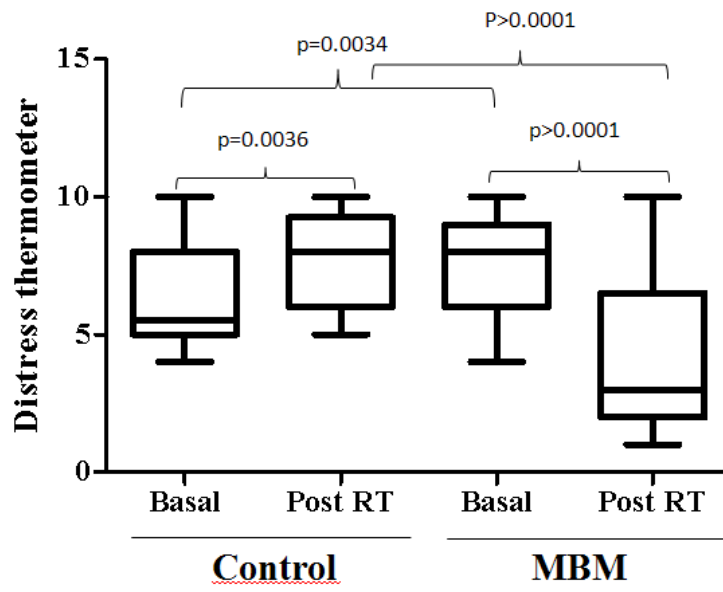 P>0.0001
p=0.0034
15
p=0.0036
p>0.0001
Distress thermometer
10
5
0
Basal Post RT Basal Post RT
Control MBM